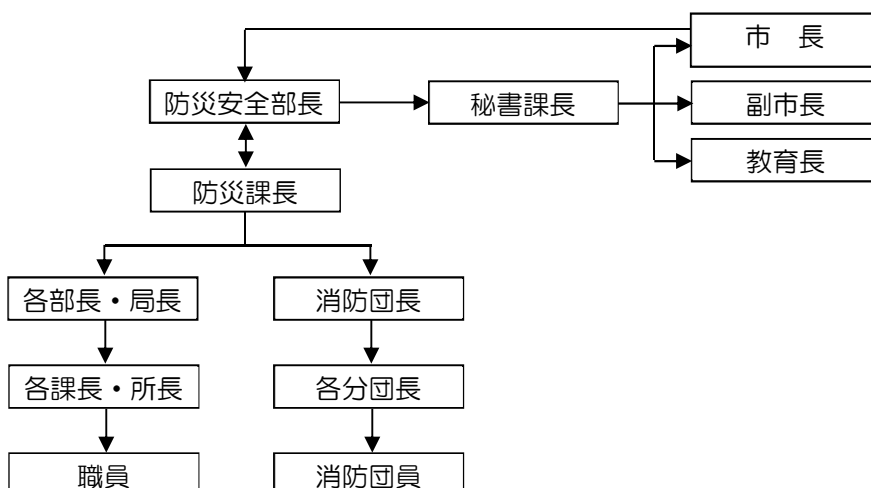 市　長
防災安全部長
秘書課長
副市長
教育長
防災課長
各部長・局長
消防団長
各課長・所長
各分団長
職員
消防団員